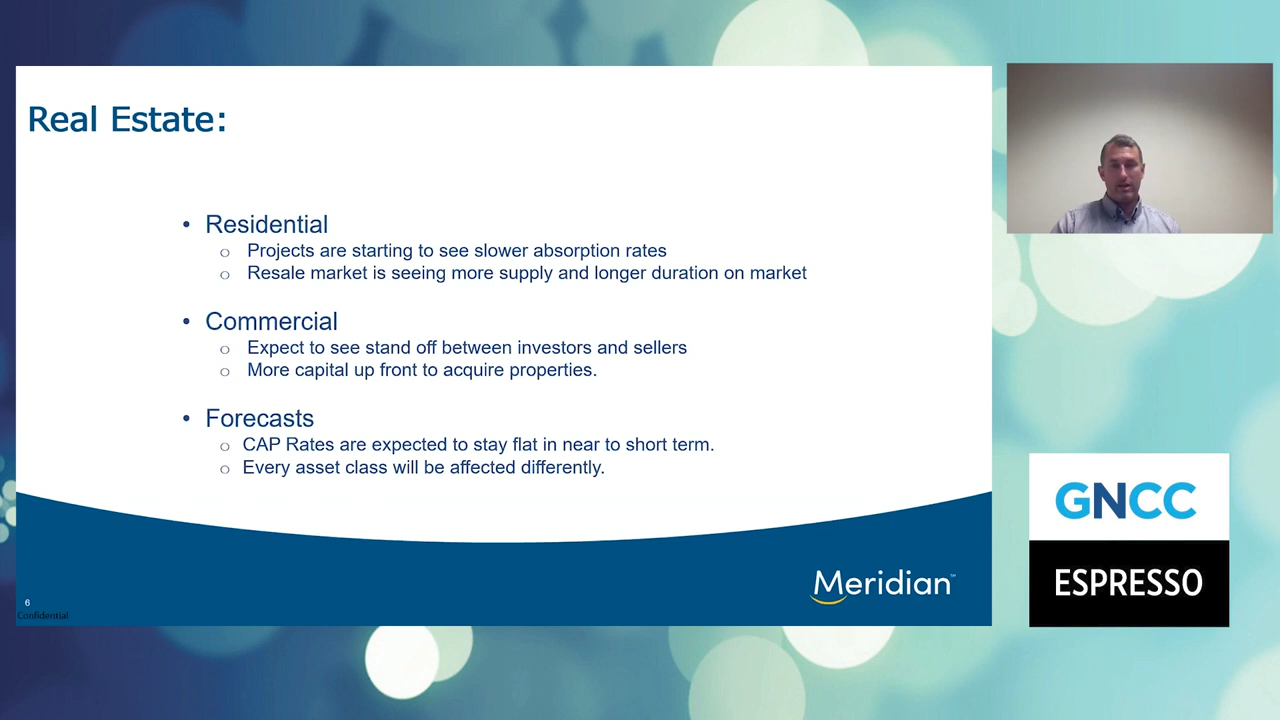 Real Estate:
• Residential
o Projects are starting to see slower absorption rates
o Resale market is seeing more supply and longer duration on market
• Commercial
o Expect to see stand off between investors and sellers
o More capital up front to acquire properties.
• Forecasts
o CAP Rates are expected to stay flat in near to short term.
o Every asset class will be affected differently.
Meridian™
6
Confidential
GNCC
ESPRESSO